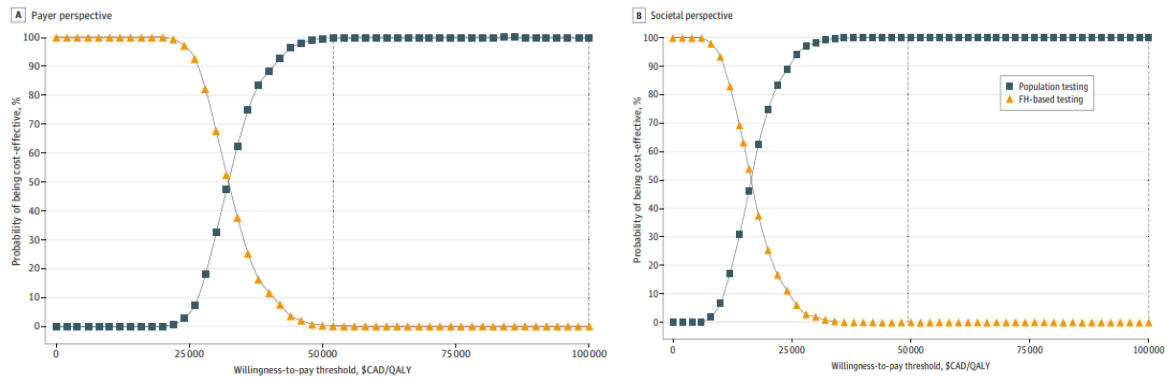 A Payer perspective
100
90
80
70
60
50
40
30
20
10
0
Probability of being cost-effective, %
0 25000 50000 75000 100000
Willingness-to-pay threshold, $CAD/QALY
B Societal perspective
100
90
80
70
60
50
40
30
20
10
0
Probability of being cost-effective, %
Population testing
FH-based testing
0 25000 50000 75000 100000
Willingness-to-pay threshold, $CAD/QALY